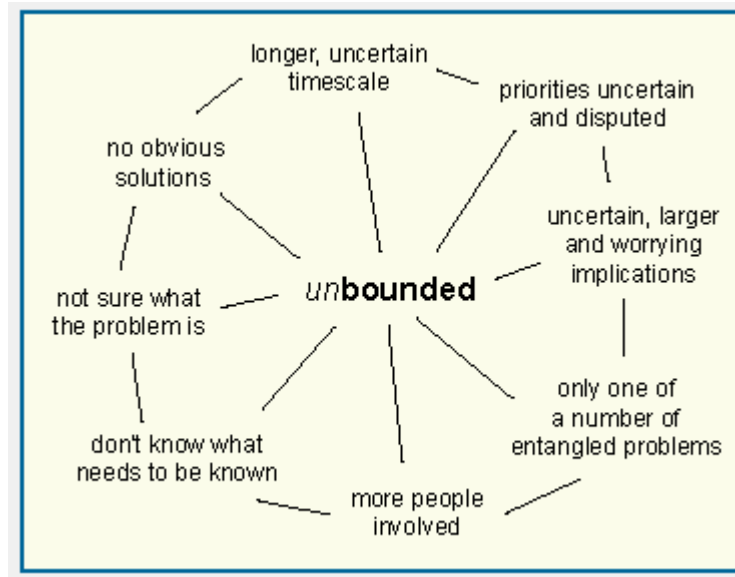 longer, uncertain
timescale
priorities uncertain
and disputed
no obvious
solutions
uncertain, larger
and worrying
implications
not sure what
the problem is
unbounded
only one of
a number of
entangled problems
don't know what
needs to be known
more people
involved